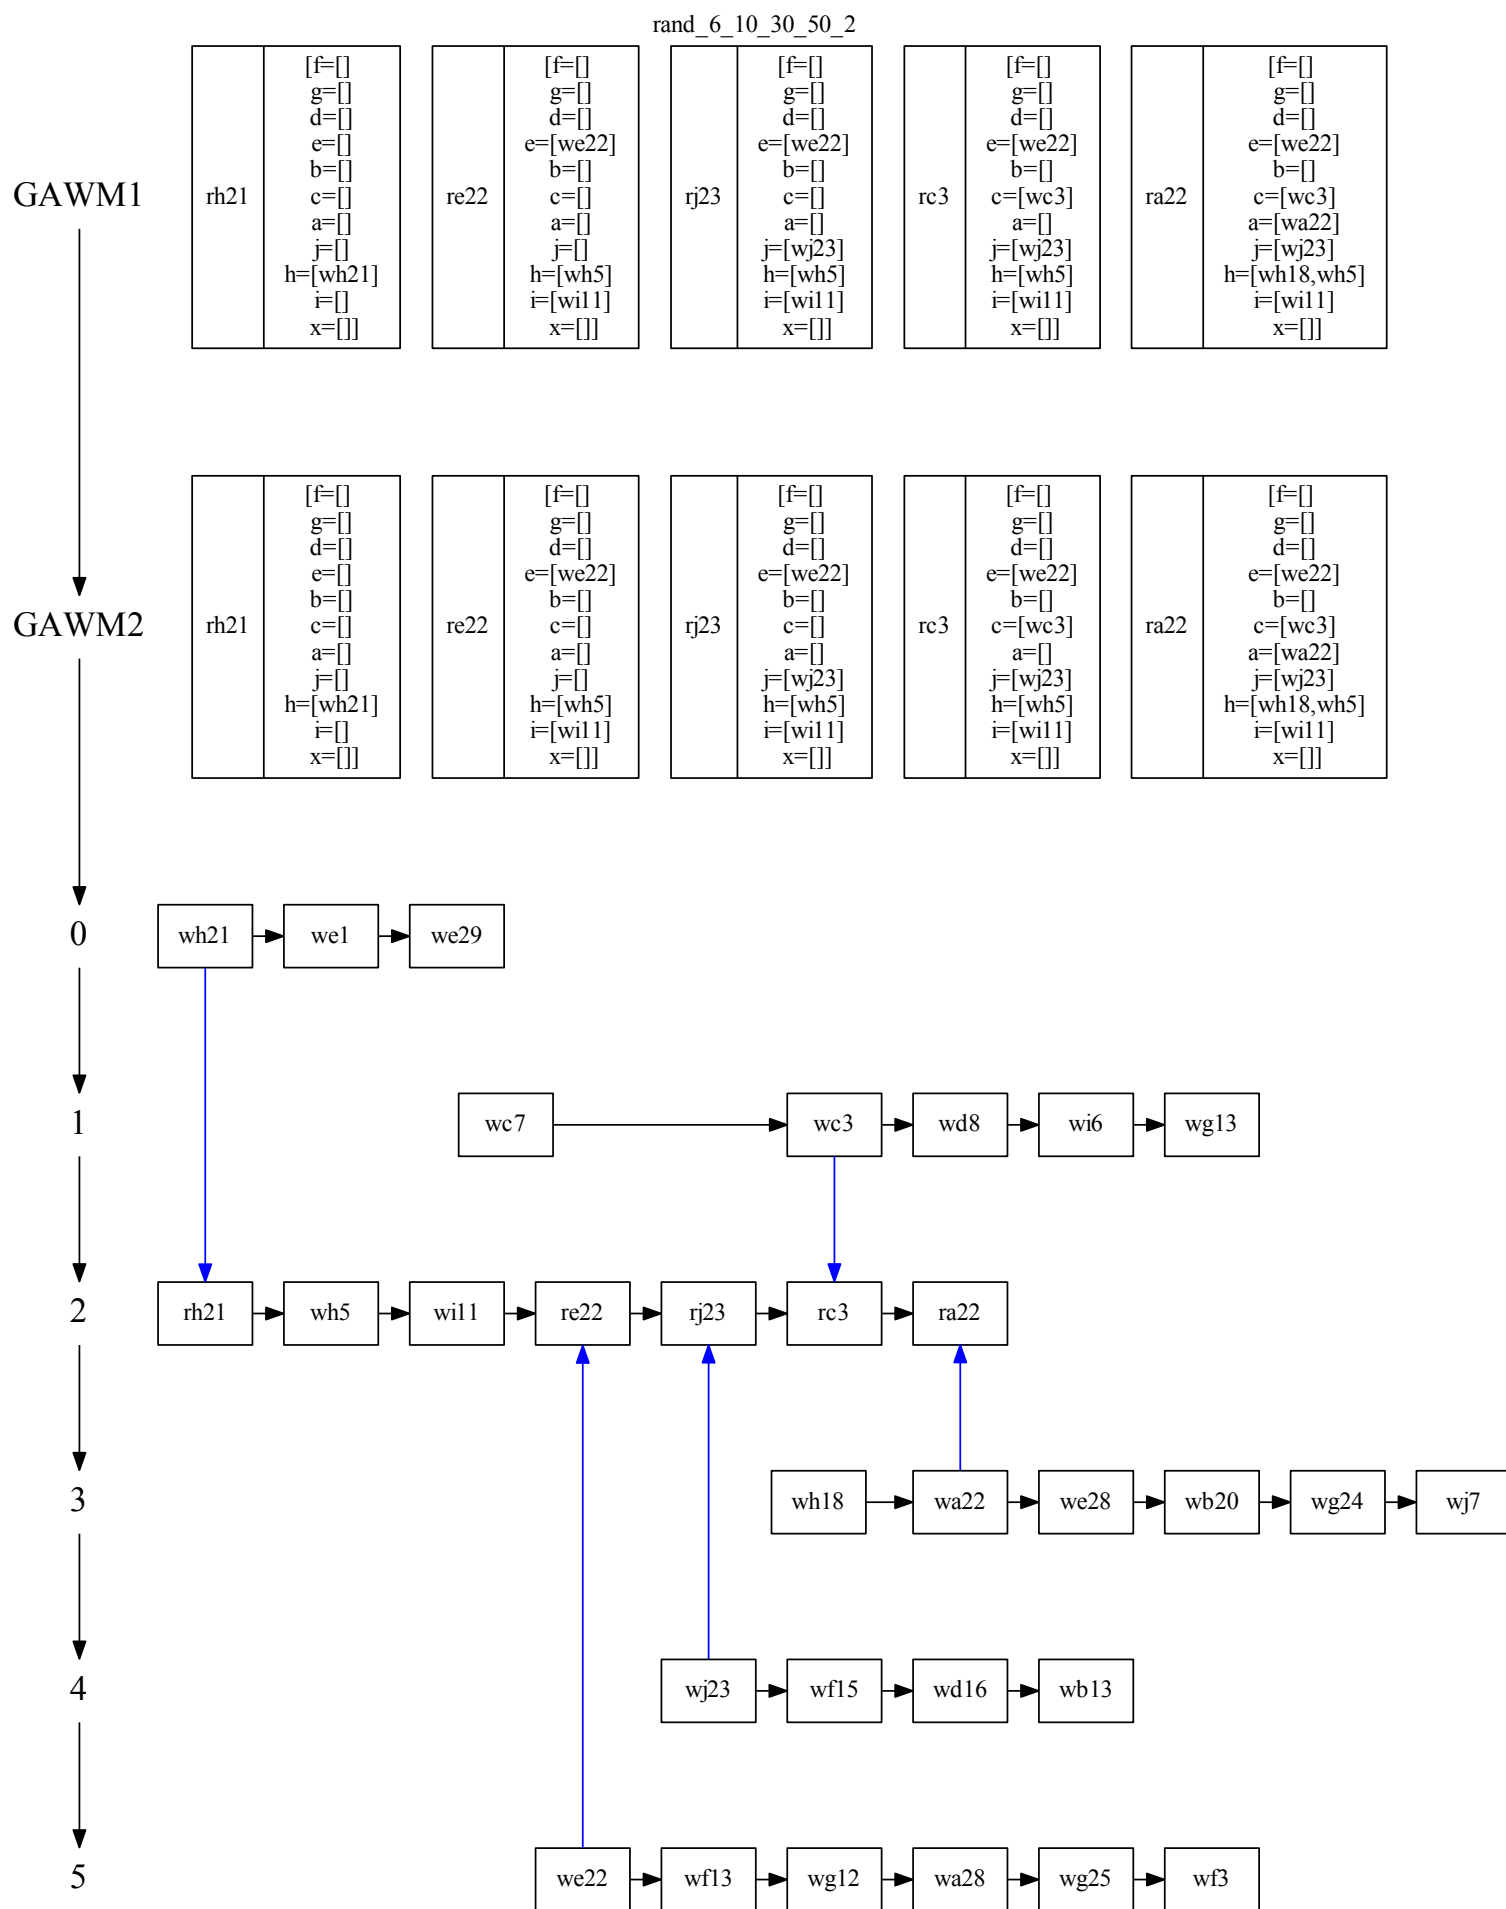 rand_6_10_30_50_2
GAWM1
rh21
[f=[]
g=[]
d=[]
e=[]
b=[]
c=[]
a=[]
j=[]
h=[wh21]
i=[]
x=[]]
re22
[f=[]
g=[]
d=[]
e=[we22]
b=[]
c=[]
a=[]
j=[]
h=[wh5]
i=[wi11]
x=[]]
rj23
[f=[]
g=[]
d=[]
e=[we22]
b=[]
c=[]
a=[]
j=[wj23]
h=[wh5]
i=[wi11]
x=[]]
rc3
[f=[]
g=[]
d=[]
e=[we22]
b=[]
c=[wc3]
a=[]
j=[wj23]
h=[wh5]
i=[wi11]
x=[]]
ra22
[f=[]
g=[]
d=[]
e=[we22]
b=[]
c=[wc3]
a=[wa22]
j=[wj23]
h=[wh18,wh5]
i=[wi11]
x=[]]
GAWM2
rh21
[f=[]
g=[]
d=[]
e=[]
b=[]
c=[]
a=[]
j=[]
h=[wh21]
i=[]
x=[]]
re22
[f=[]
g=[]
d=[]
e=[we22]
b=[]
c=[]
a=[]
j=[]
h=[wh5]
i=[wi11]
x=[]]
rj23
[f=[]
g=[]
d=[]
e=[we22]
b=[]
c=[]
a=[]
j=[wj23]
h=[wh5]
i=[wi11]
x=[]]
rc3
[f=[]
g=[]
d=[]
e=[we22]
b=[]
c=[wc3]
a=[]
j=[wj23]
h=[wh5]
i=[wi11]
x=[]]
ra22
[f=[]
g=[]
d=[]
e=[we22]
b=[]
c=[wc3]
a=[wa22]
j=[wj23]
h=[wh18,wh5]
i=[wi11]
x=[]]
0 wh21 we1 we29
1 wc7 wc3 wd8 wi6 wg13
2 rh21 wh5 wi11 re22 rj23 rc3 ra22
3 wh18 wa22 we28 wb20 wg24 wj7
4 wj23 wf15 wd16 wb13
5 we22 wf13 wg12 wa28 wg25 wf3